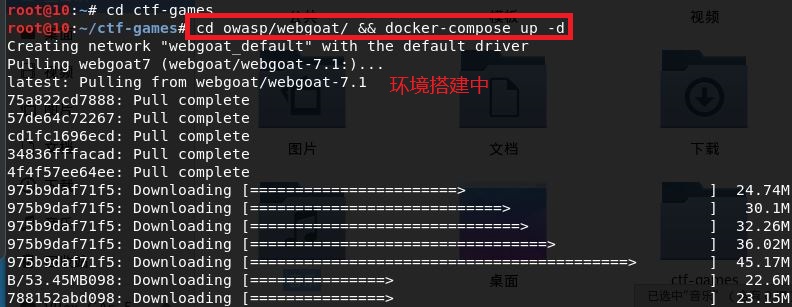 root@10:~# cd ctf-games
root@10:~/ctf-games# cd owasp/webgoat/ && docker-compose up -d
Creating network "webgoat_default" with the default driver
Pulling webgoat7 (webgoat/webgoat-7.1:)...
latest: Pulling from webgoat/webgoat-7.1
环境搭建中
75a822cd7888: Pull complete
57de64c72267: Pull complete
cd1fc1696ecd: Pull complete
34836fffacad: Pull complete
4f4f57ee64ee: Pull complete
975b9daf71f5: Downloading [=======================> ] 24.74M
975b9daf71f5: Downloading [============================> ] 30.1M
975b9daf71f5: Downloading [==============================> ] 32.26M
975b9daf71f5: Downloading [=================================> ] 36.02M
975b9daf71f5: Downloading [==========================================> ] 45.17M
B/53.45MB098: Downloading [===============> ] 22.6M
788152abd098: Downloading [===============> ] 23.15M
模板
视频
图片
文档
下载
桌面
ctf-games
已选中"音乐"